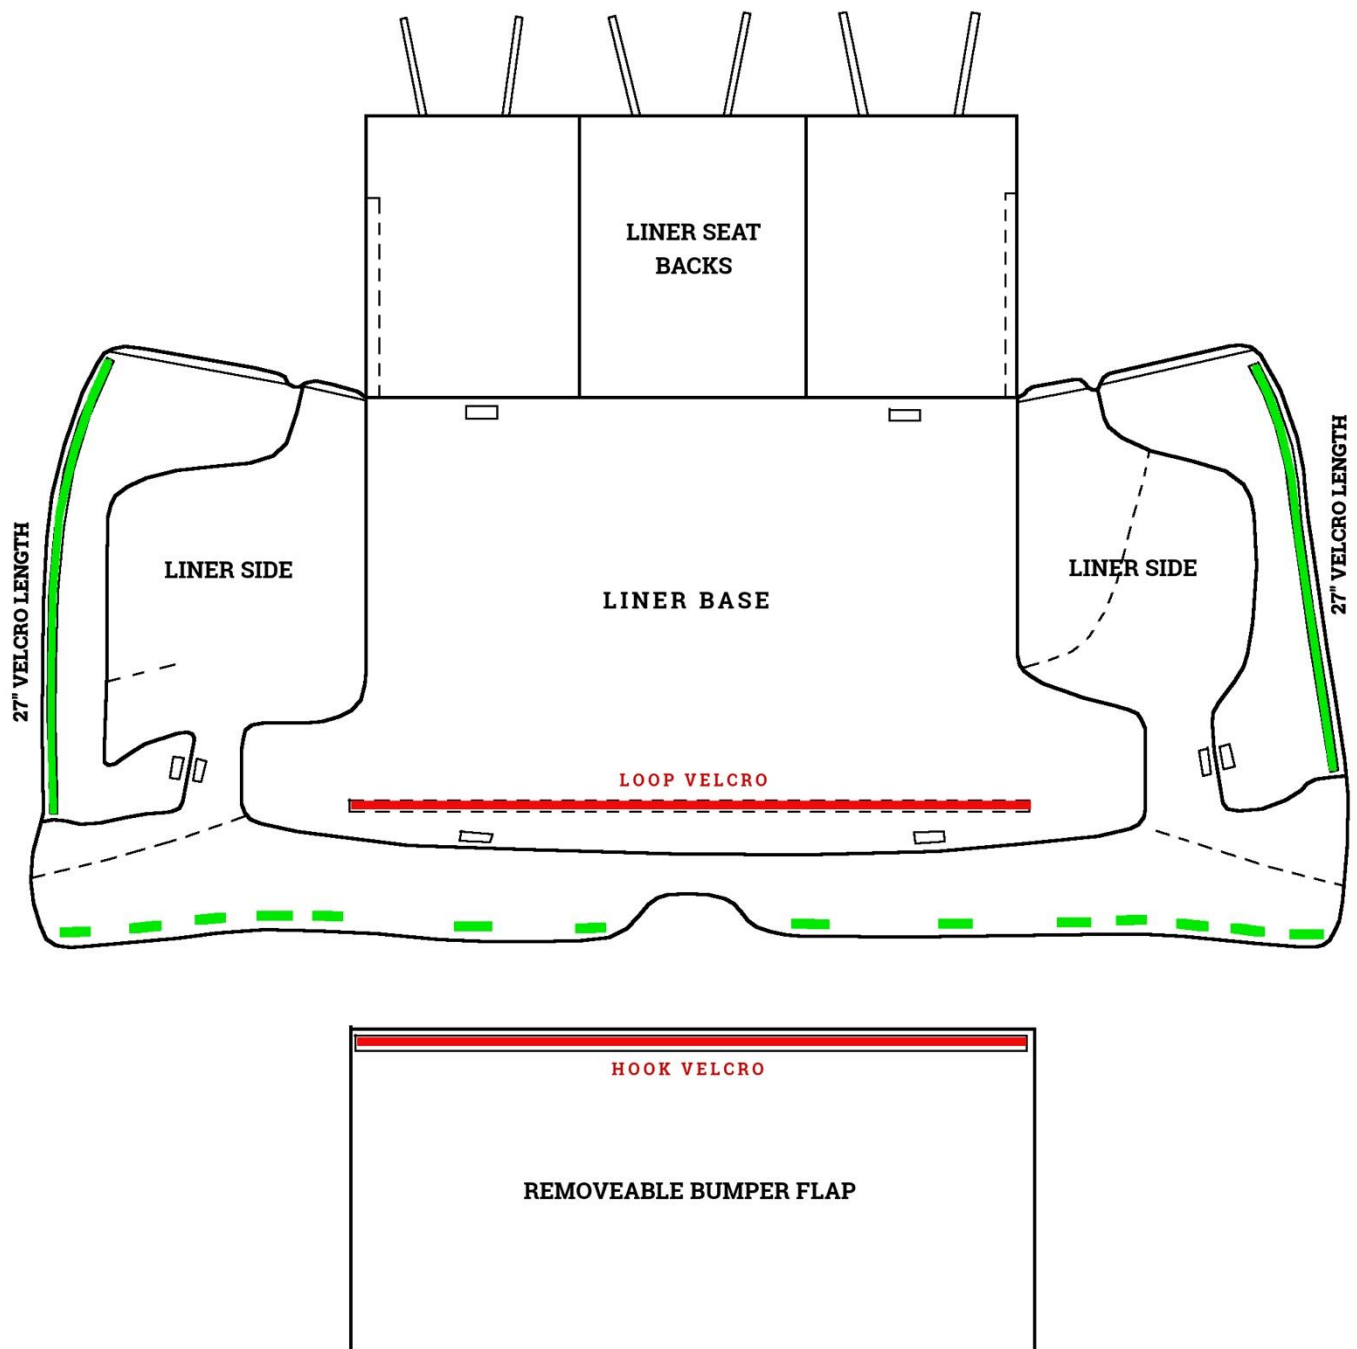 LINER SEAT
BACKS
27" VELCRO LENGTH
27" VELCRO LENGTH
LINER SIDE
LINER SIDE
LINER BASE
LOOP VELCRO
HOOK VELCRO
REMOVEABLE BUMPER FLAP